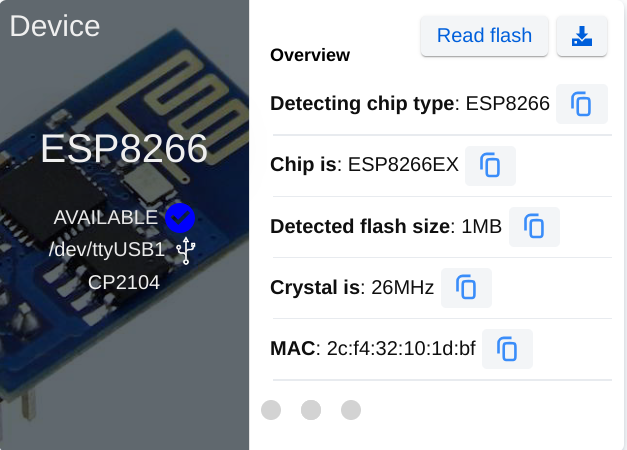 Device
ESP8266
AVAILABLE
/dev/ttyUSB1
CP2104
Read flash
Overview
Detecting chip type: ESP8266
Chip is: ESP8266EX
Detected flash size: 1MB
Crystal is: 26MHz
MAC: 2c:f4:32:10:1d:bf